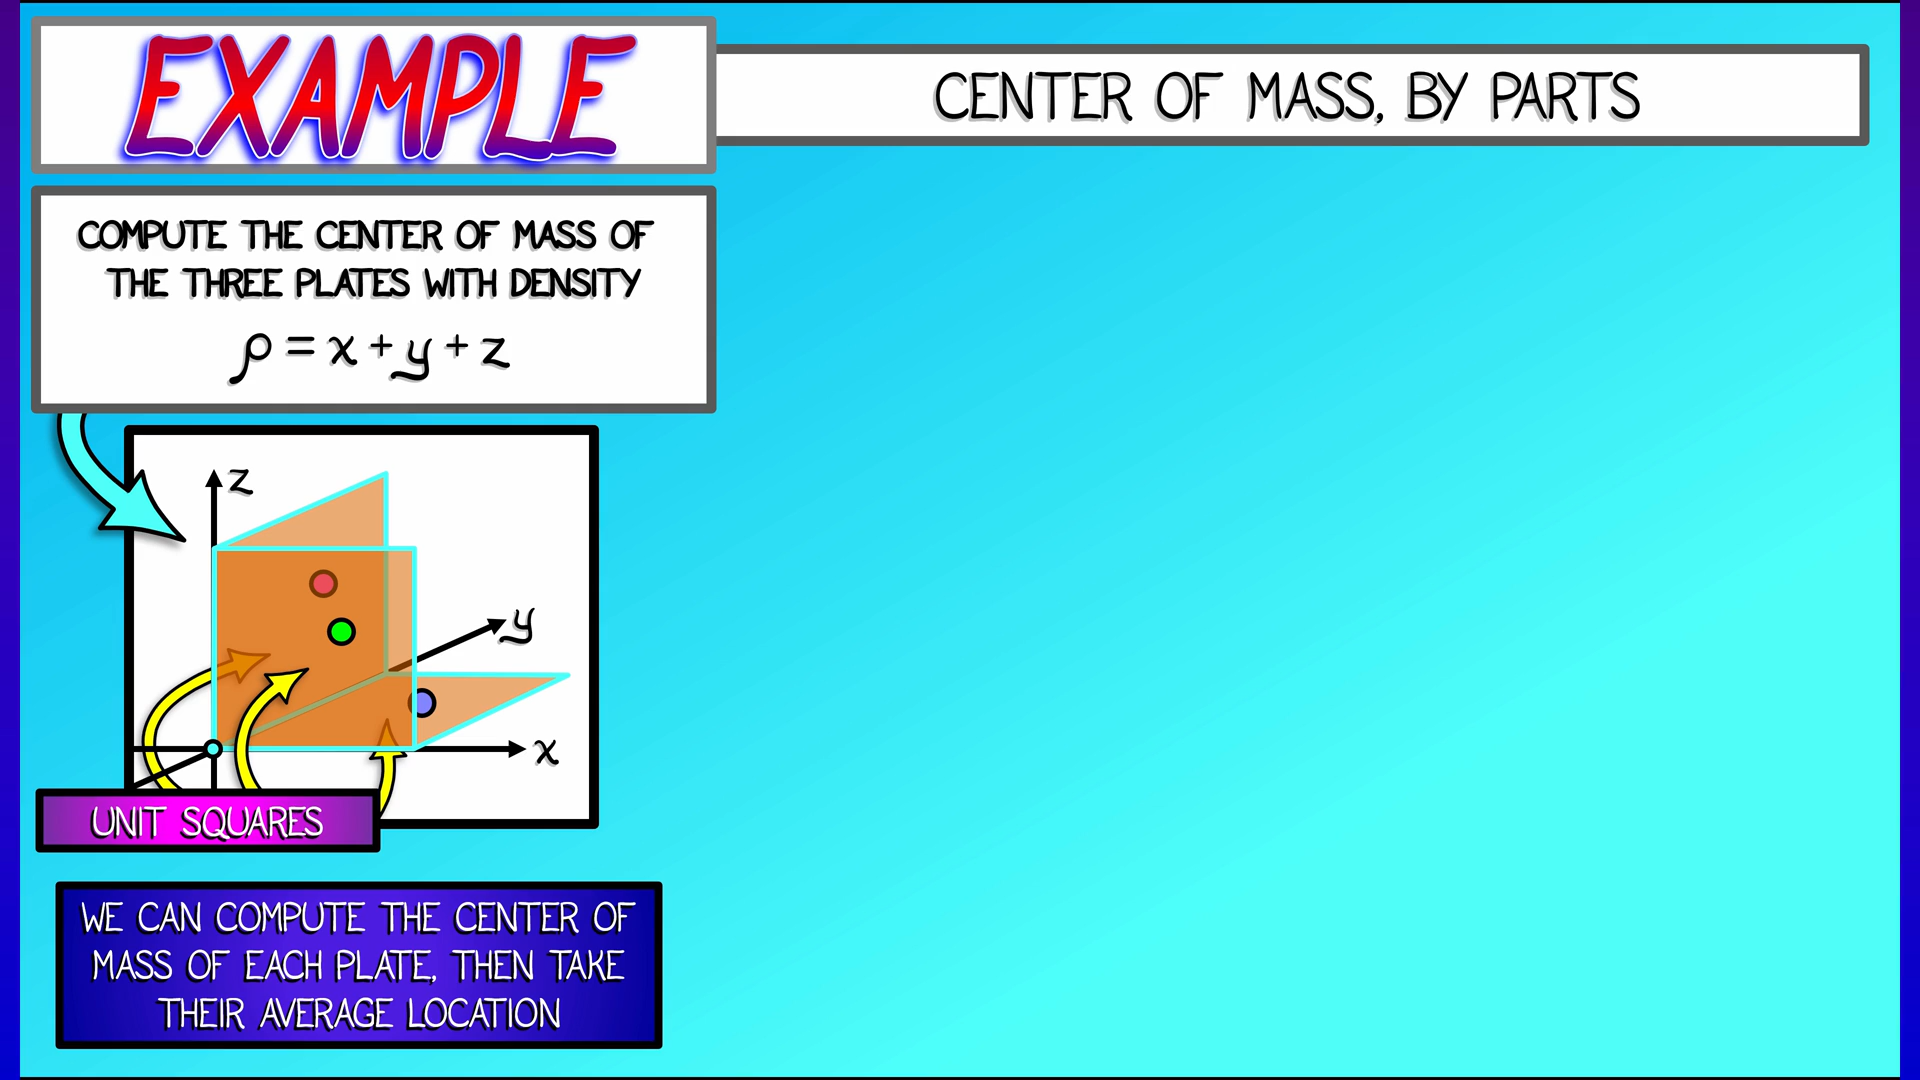 EXAMPLE
CENTER OF MASS, BY PARTS
COMPUTE THE CENTER OF MASS OF
THE THREE PLATES WITH DENSITY
ρ = x + y + z
z
y
x
UNIT SQUARES
WE CAN COMPUTE THE CENTER OF
MASS OF EACH PLATE, THEN TAKE
THEIR AVERAGE LOCATION